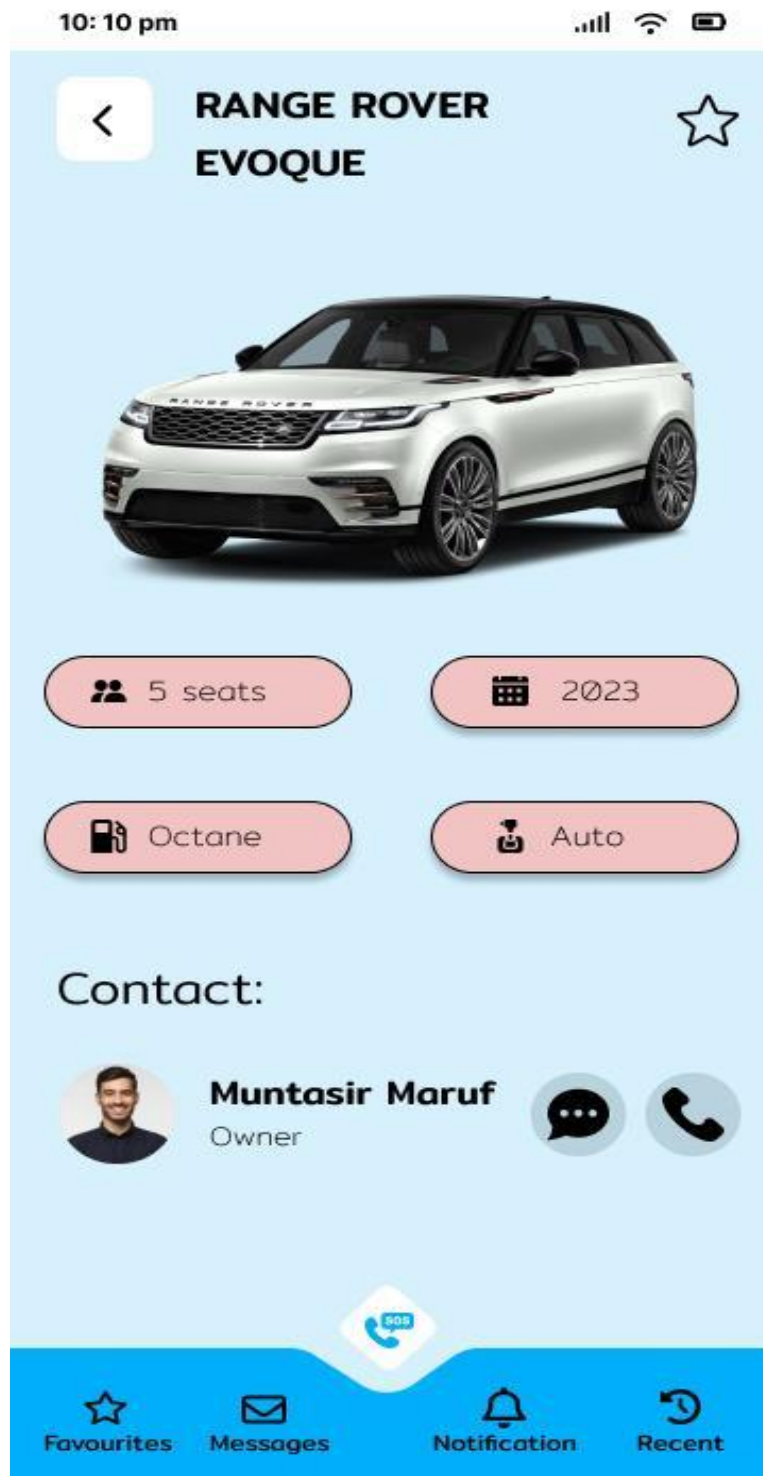 10:10 pm
RANGE ROVER
EVOQUE
RANGE ROVER
5 seats
2023
Octane
Auto
Contact:
Muntasir Maruf
Owner
SOS
Favourites
Messages
Notification
Recent